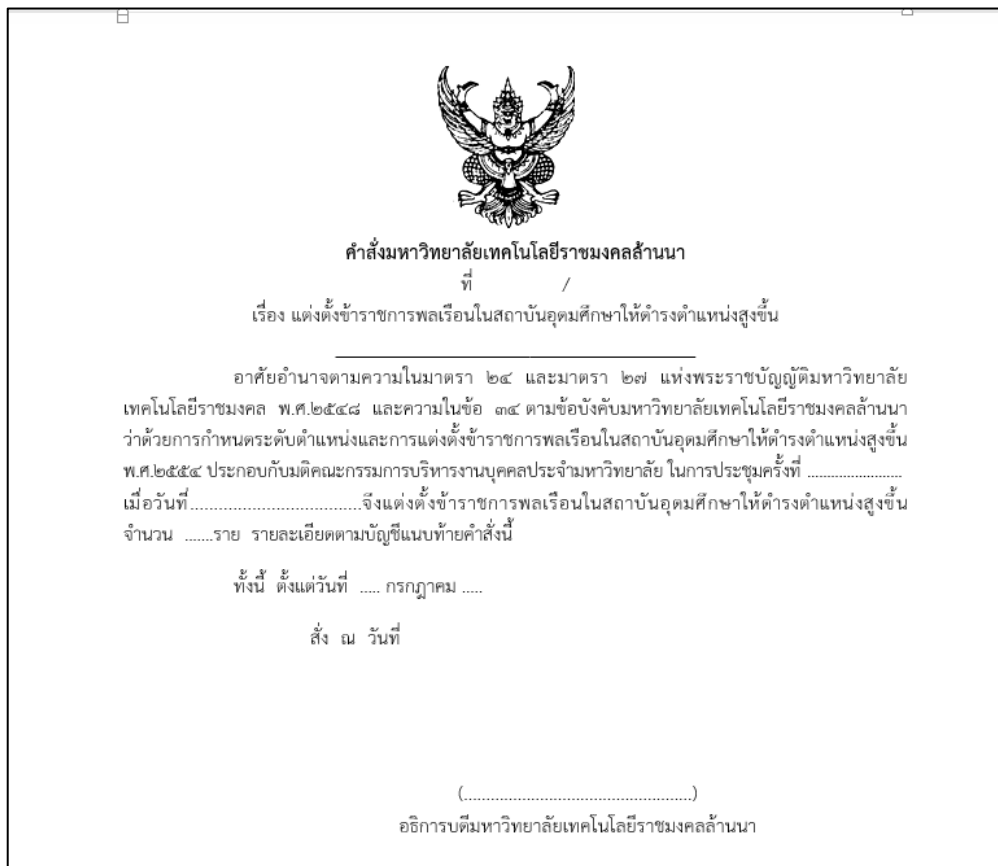 คำสั่งมหาวิทยาลัยเทคโนโลยีราชมงคลล้านนา
ที่ /
เรื่อง แต่งตั้งข้าราชการพลเรือนในสถาบันอุดมศึกษาให้ดำรงตำแหน่งสูงขึ้น
อาศัยอำนาจตามความในมาตรา ๒๔ และมาตรา ๒๗ แห่งพระราชบัญญัติมหาวิทยาลัย
เทคโนโลยีราชมงคล พ.ศ.๒๕๔๘ และความในข้อ ๓๔ ตามข้อบังคับมหาวิทยาลัยเทคโนโลยีราชมงคลล้านนา
ว่าด้วยการกำหนดระดับตำแหน่งและการแต่งตั้งข้าราชการพลเรือนในสถาบันอุดมศึกษาให้ดำรงตำแหน่งสูงขึ้น
พ.ศ.๒๕๕๔ ประกอบกับมติคณะกรรมการบริหารงานบุคคลประจำมหาวิทยาลัย ในการประชุมครั้งที่ ........................
เมื่อวันที่....................................จึงแต่งตั้งข้าราชการพลเรือนในสถาบันอุดมศึกษาให้ดำรงตำแหน่งสูงขึ้น
จำนวน .......ราย รายละเอียดตามบัญชีแนบท้ายคำสั่งนี้
ทั้งนี้ ตั้งแต่วันที่ ..... กรกฎาคม .....
สั่ง ณ วันที่
(..................................................)
อธิการบดีมหาวิทยาลัยเทคโนโลยีราชมงคลล้านนา